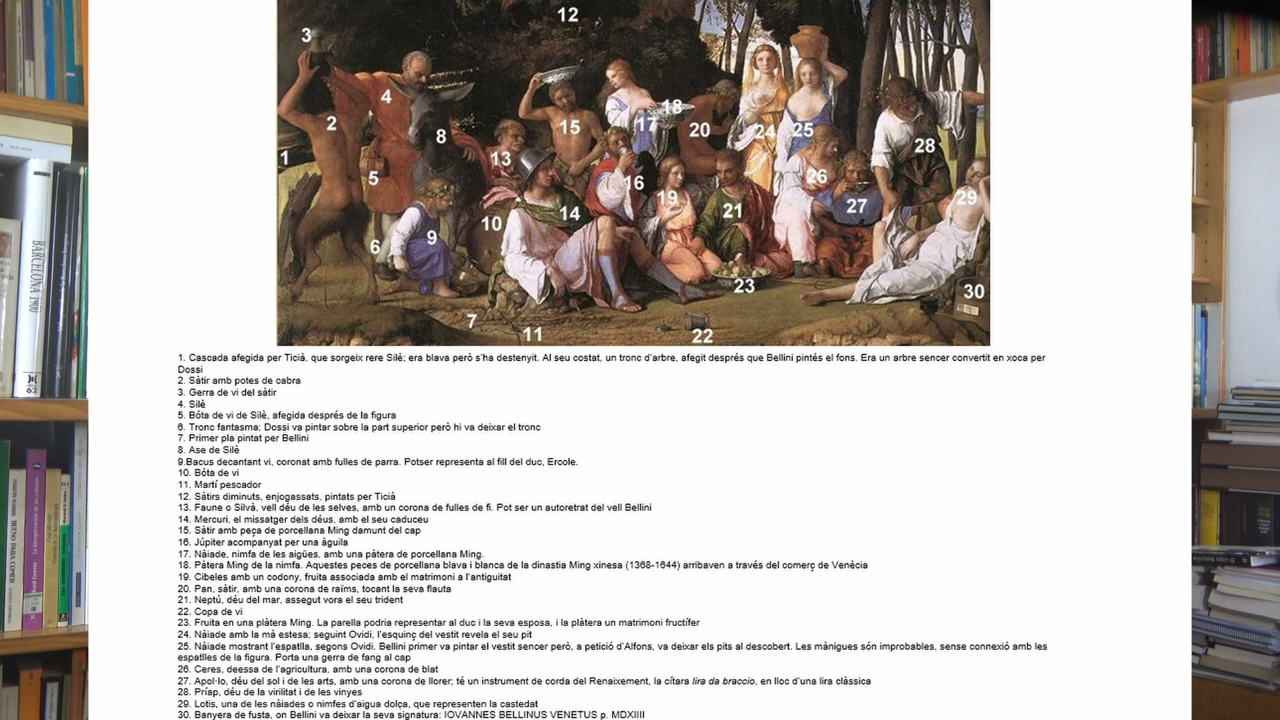 12
3
4
18
2
15
17
20
24
25
8
28
1
13
5
16
26
19
29
14
21
27
10
9
6
23
30
7
11
22
1. Cascada afegida per Ticià, que sorgeix rere Silè; era blava però s'ha destenyit. Al seu costat, un tronc d'arbre, afegit després que Bellini pintés el fons. Era un arbre sencer convertit en xoca per
Dossi
2. Sàtir amb potes de cabra
3. Gerra de vi del sàtir
4. Silè
5. Bóta de vi de Silè, afegida després de la figura
6. Tronc fantasma; Dossi va pintar sobre la part superior però hi va deixar el tronc
7. Primer pla pintat per Bellini
8. Ase de Silè
9.Bacus decantant vi, coronat amb fulles de parra. Potser representa al fill del duc, Ercole.
10. Bóta de vi
11. Martí pescador
12. Sàtirs diminuts, enjogassats, pintats per Ticià
13. Faune o Silvà, vell déu de les selves, amb un corona de fulles de fi. Pot ser un autoretrat del vell Bellini
14. Mercuri, el missatger dels déus, amb el seu caduceu
15. Sàtir amb peça de porcellana Ming damunt del cap
16. Júpiter acompanyat per una àguila
17. Nàiade, nimfa de les aigües, amb una pàtera de porcellana Ming.
18. Pàtera Ming de la nimfa. Aquestes peces de porcellana blava i blanca de la dinastia Ming xinesa (1368-1644) arribaven a través del comerç de Venècia
19. Cibeles amb un codony, fruita associada amb el matrimoni a l'antiguitat
20. Pan, sàtir, amb una corona de raïms, tocant la seva flauta
21. Neptú, déu del mar, assegut vora el seu trident
22. Copa de vi
23. Fruita en una plàtera Ming. La parella podria representar al duc i la seva esposa, i la plàtera un matrimoni fructífer
24. Nàiade amb la mà estesa; seguint Ovidi, l'esquinç del vestit revela el seu pit
25. Nàiade mostrant l'espatlla, segons Ovidi. Bellini primer va pintar el vestit sencer però, a petició d'Alfons, va deixar els pits al descobert. Les mànigues són improbables, sense connexió amb les
espatlles de la figura. Porta una gerra de fang al cap
26. Ceres, deessa de l'agricultura, amb una corona de blat
27. Apol·lo, déu del sol i de les arts, amb una corona de llorer; té un instrument de corda del Renaixement, la cítara lira da braccio, en lloc d'una lira clàssica
28. Príap, déu de la virilitat i de les vinyes
29. Lotis, una de les nàiades o nimfes d'aigua dolça, que representen la castedat
30. Banyera de fusta, on Bellini va deixar la seva signatura: IOVANNES BELLINUS VENETUS p. MDXIIII
BARCELONA 1900